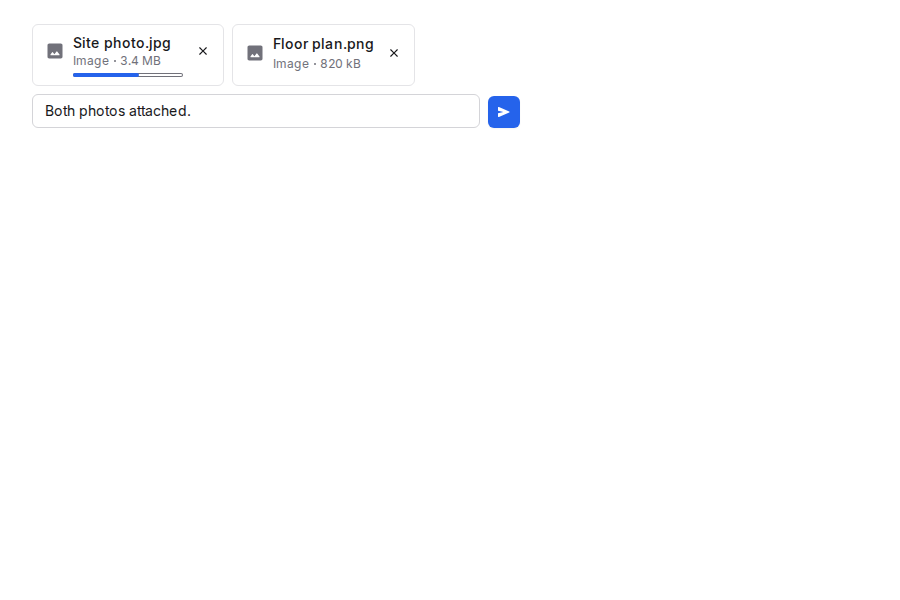 Site photo.jpg
Image · 3.4 MB
Floor plan.png
Image · 820 kB
Both photos attached.